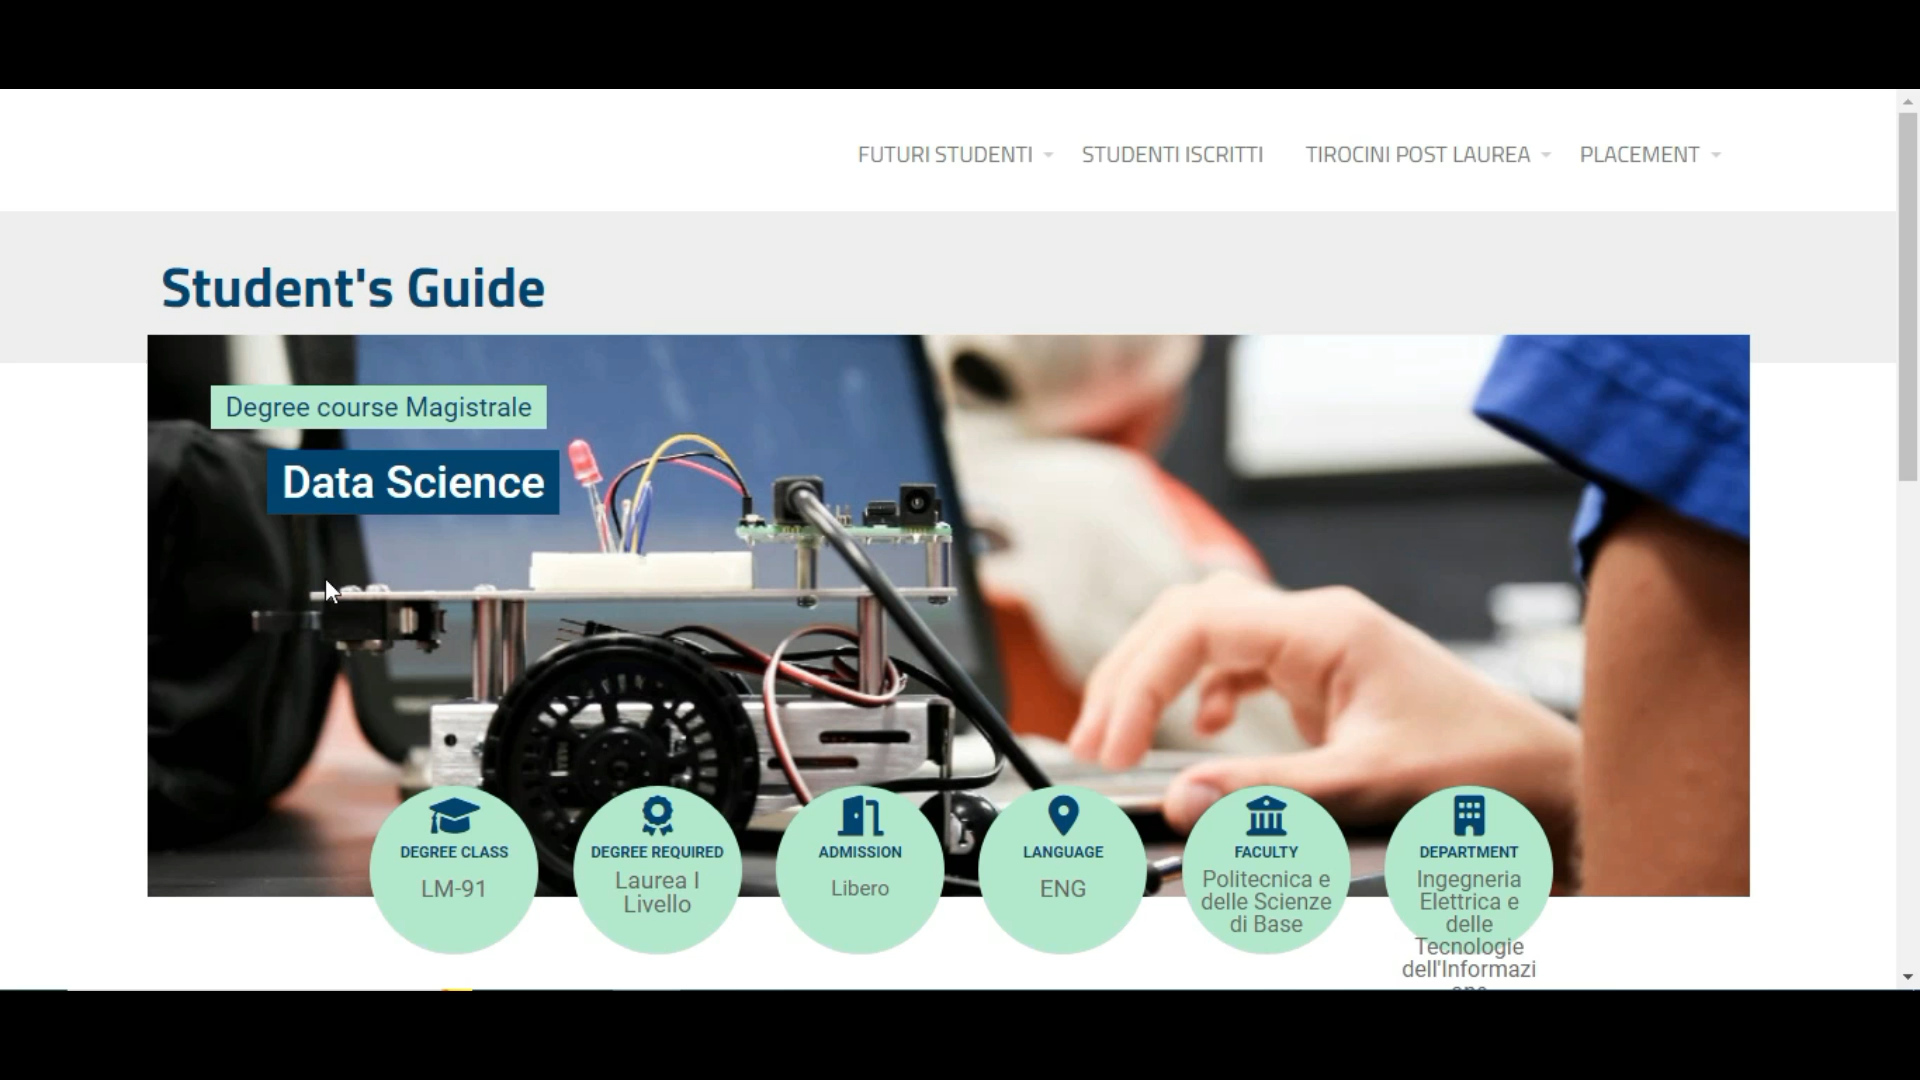 FUTURI STUDENTI STUDENTI ISCRITTI TIROCINI POST LAUREA PLACEMENT
Student's Guide
Degree course Magistrale
Data Science
DEGREE CLASS
LM-91
DEGREE REQUIRED
Laurea I
Livello
ADMISSION
Libero
LANGUAGE
ENG
FACULTY
Politecnica e
delle Scienze
di Base
DEPARTMENT
Ingegneria
Elettrica e
delle
Tecnologie
dell'Informazi